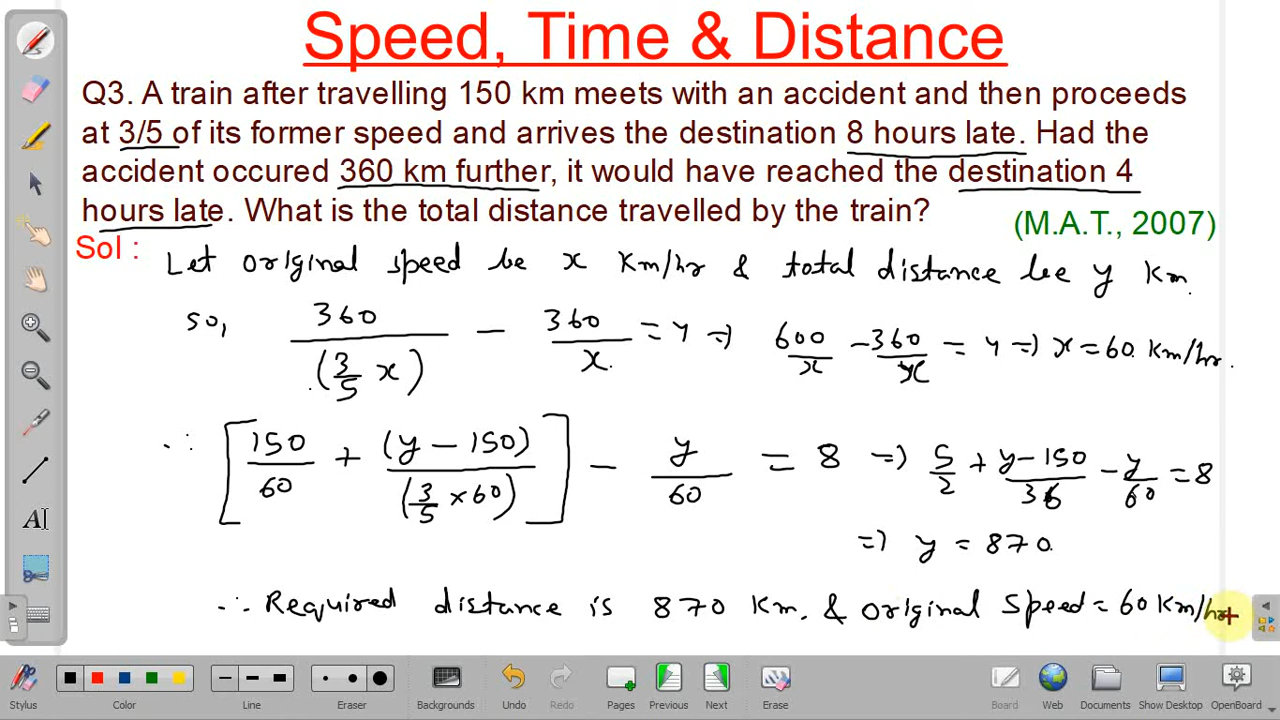 Speed, Time & Distance
Q3. A train after travelling 150 km meets with an accident and then proceeds
at 3/5 of its former speed and arrives the destination 8 hours late. Had the
accident occured 360 km further, it would have reached the destination 4
hours late. What is the total distance travelled by the train?
(M.A.T., 2007)
Sol :
Let original speed be x Km/hr & total distance be y Km.
so, 360/(3/5 x) - 360/x = 4 => 600/x - 360/x = 4 => x = 60 Km/hr.
∴ [150/60 + (y - 150)/(3/5 × 60)] - y/60 = 8 => 5/2 + y - 150/36 - y/60 = 8
=> y = 870
∴ Required distance is 870 Km. & original speed = 60 Km/hr
Stylus Color Line Eraser Backgrounds Undo Redo Pages Previous Next Erase Board Web Documents Show Desktop OpenBoard